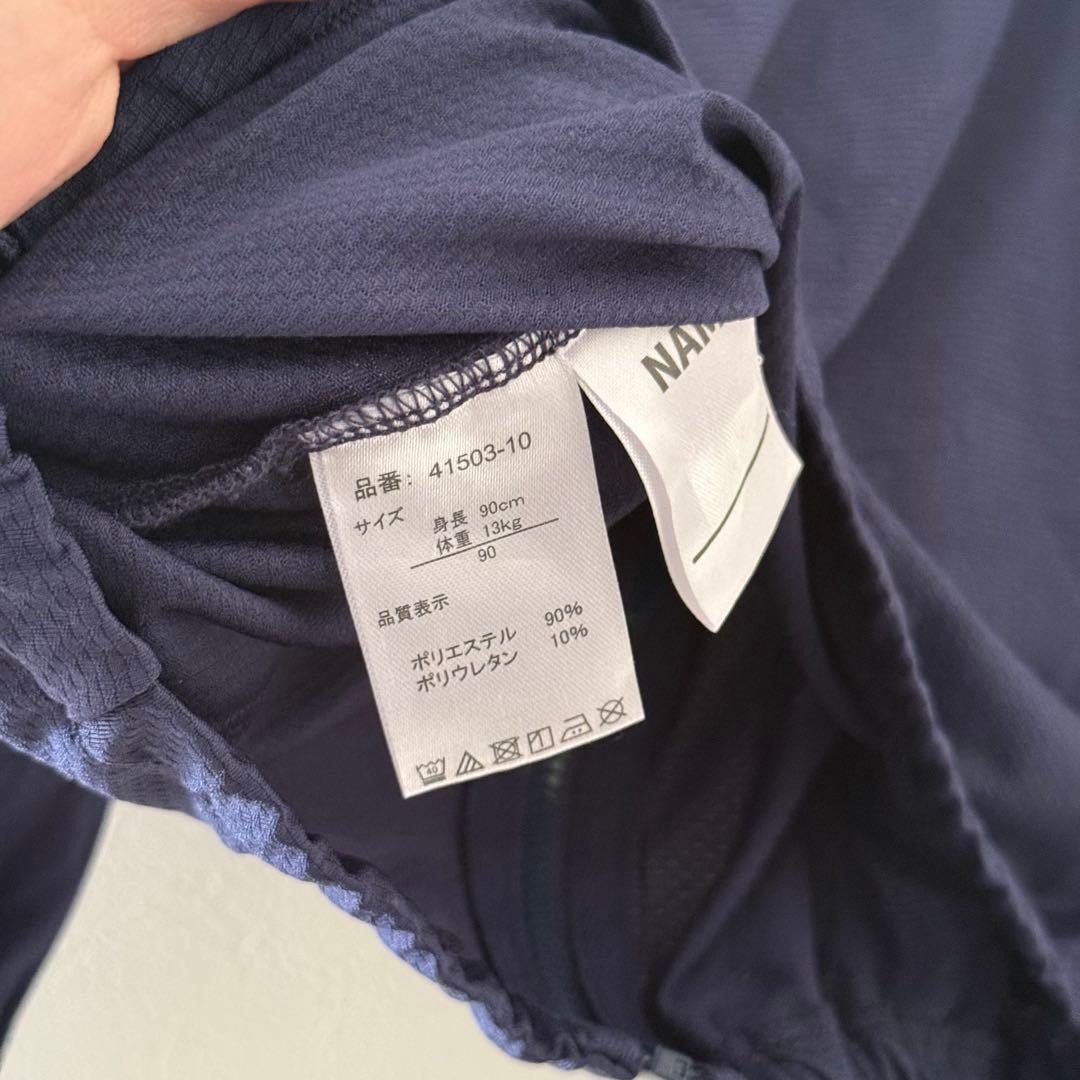 品番: 41503-10
サイズ
身長 90cm
体重 13kg
90
品質表示
ポリエステル 90%
ポリウレタン 10%
40
NAM